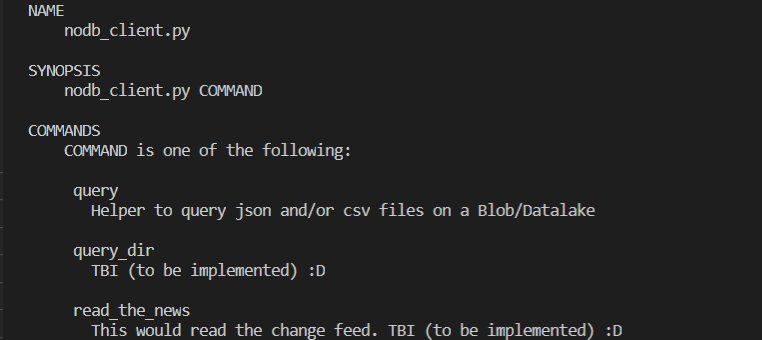 NAME
nodb_client.py
SYNOPSIS
nodb_client.py COMMAND
COMMANDS
COMMAND is one of the following:
query
Helper to query json and/or csv files on a Blob/Datalake
query_dir
TBI (to be implemented) :D
read_the_news
This would read the change feed. TBI (to be implemented) :D